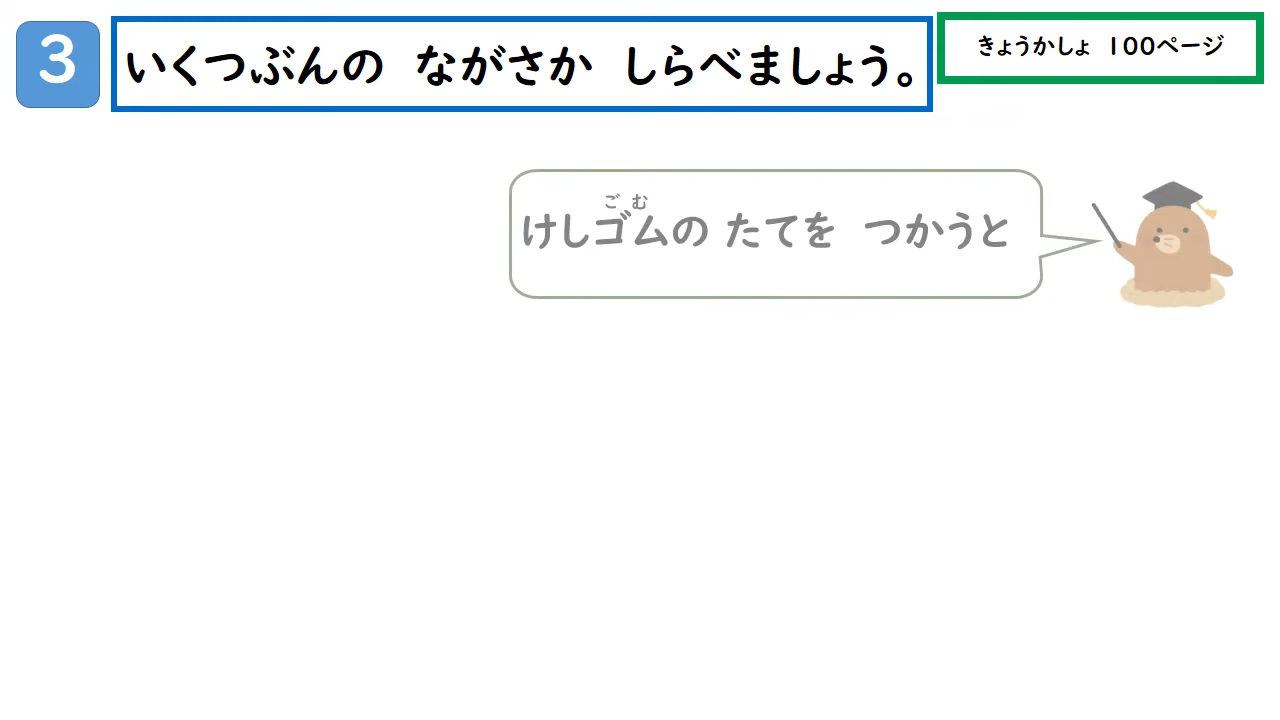 3
いくつぶんの ながさか しらべましょう。
きょうかしょ 100ページ
ご む
けしゴムの たてを つかうと